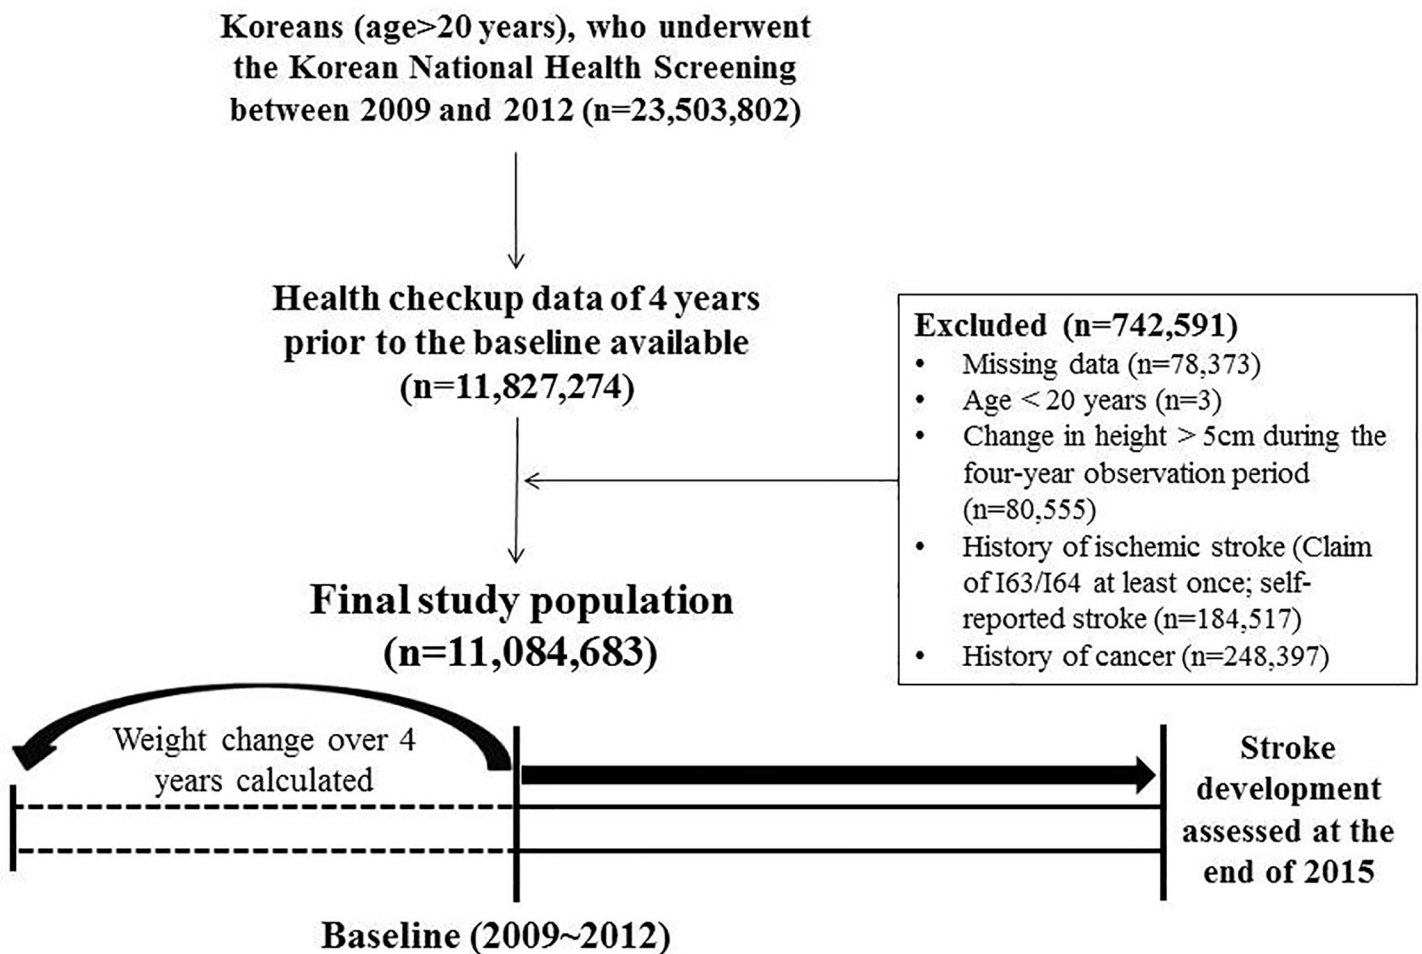 Koreans (age>20 years), who underwent
the Korean National Health Screening
between 2009 and 2012 (n=23,503,802)
Health checkup data of 4 years
prior to the baseline available
(n=11,827,274)
Excluded (n=742,591)
• Missing data (n=78,373)
• Age < 20 years (n=3)
• Change in height > 5cm during the
four-year observation period
(n=80,555)
• History of ischemic stroke (Claim
of I63/I64 at least once; self-
reported stroke (n=184,517)
• History of cancer (n=248,397)
Final study population
(n=11,084,683)
Weight change over 4
years calculated
Stroke
development
assessed at the
end of 2015
Baseline (2009~2012)